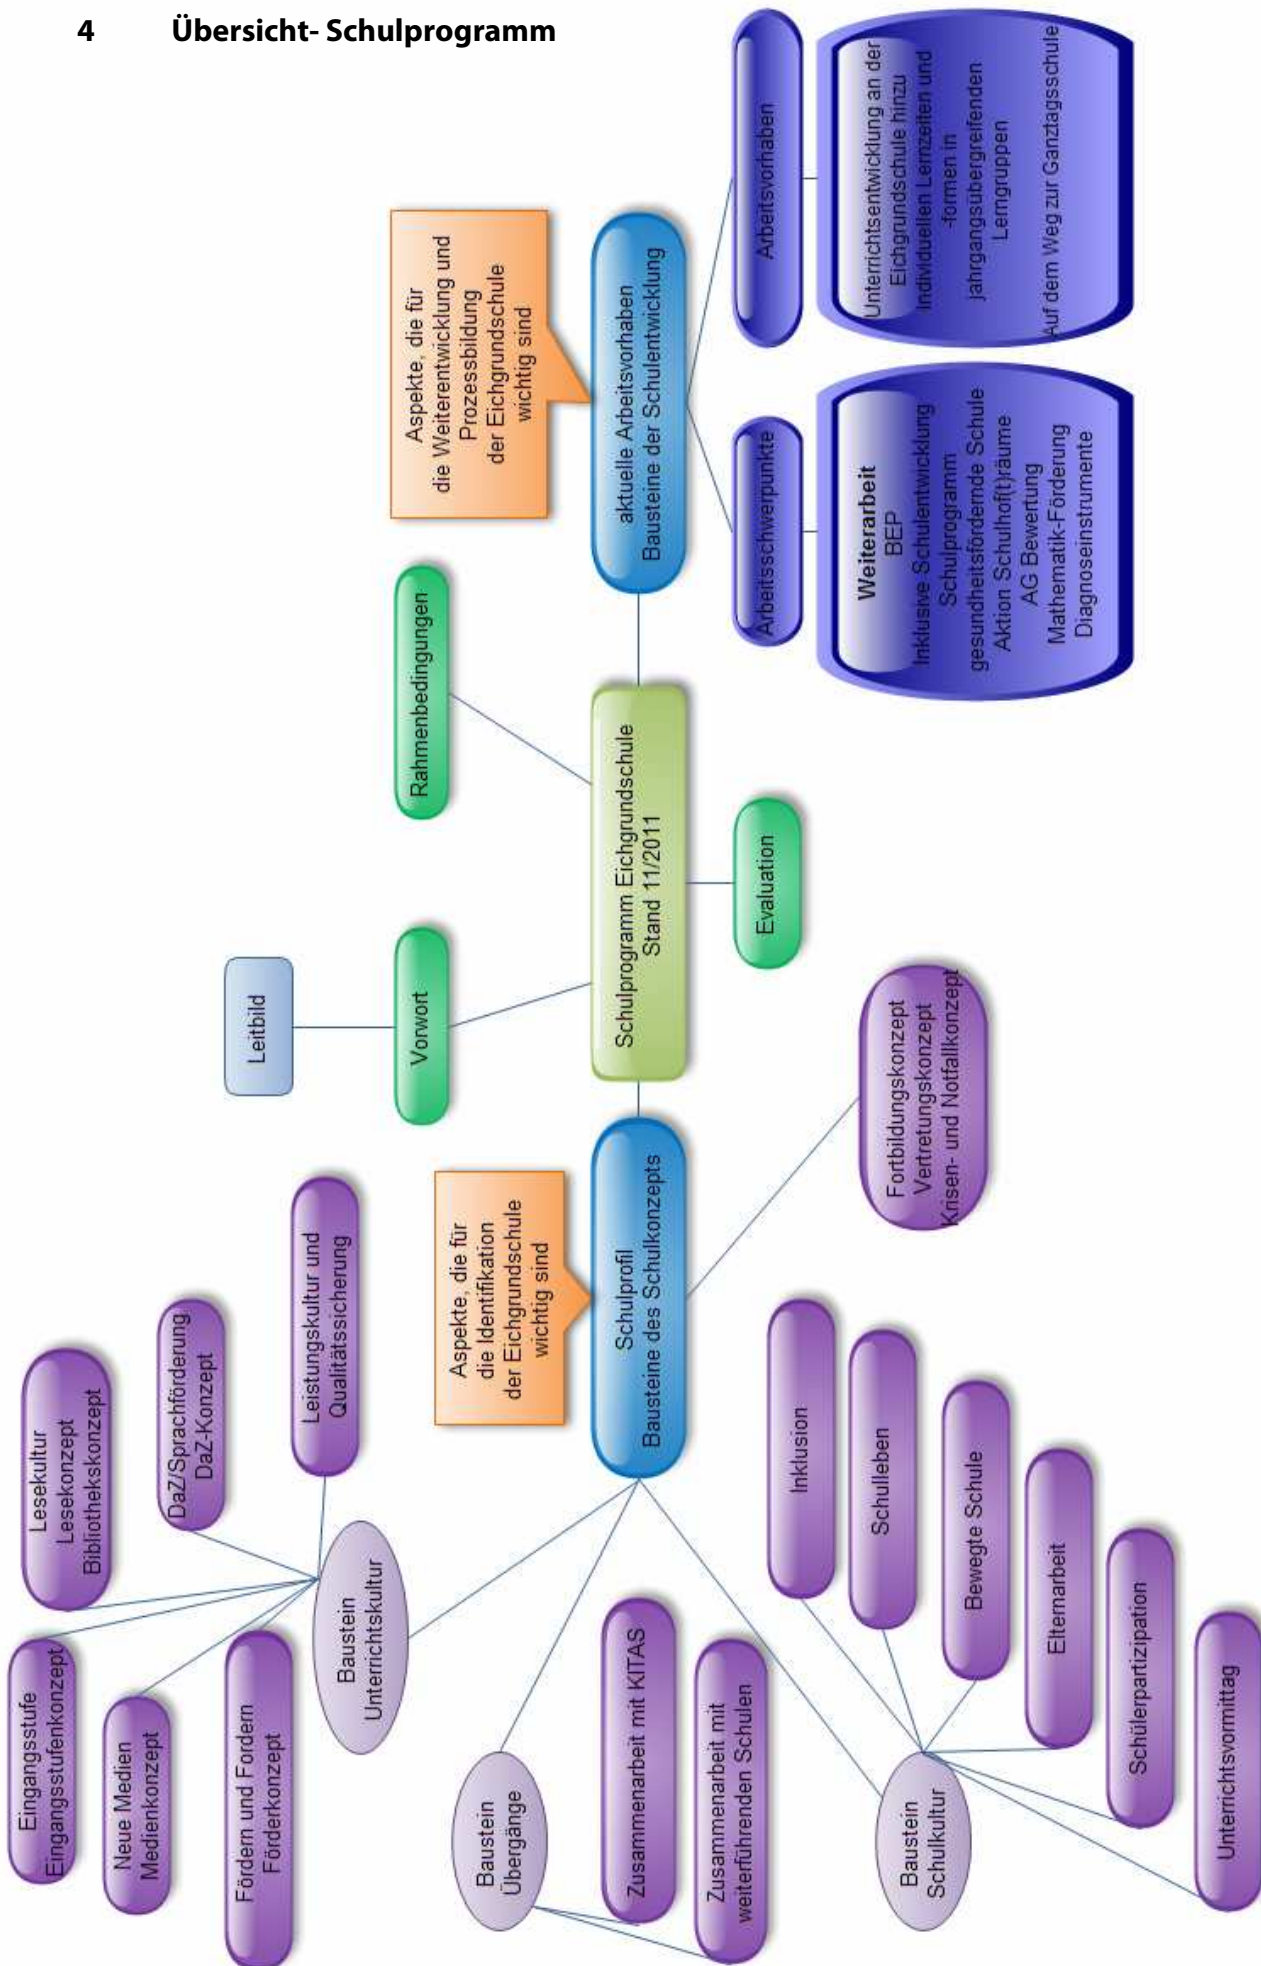 4 Übersicht- Schulprogramm
Eingangsstufe
Eingangsstufenkonzept
Lesekultur
Lesekonzept
Bibliothekskonzept
Neue Medien
Medienkonzept
DaZ/Sprachförderung
DaZ-Konzept
Fördern und Fordern
Förderkonzept
Leistungskultur und
Qualitätssicherung
Baustein
Unterrichtskultur
Leitbild
Vorwort
Rahmenbedingungen
Aspekte, die für
die Weiterentwicklung und
Prozessbildung
der Eichgrundschule
wichtig sind
Aspekte, die für
die Identifikation
der Eichgrundschule
wichtig sind
Baustein
Übergänge
Zusammenarbeit mit KITAS
Zusammenarbeit mit
weiterführenden Schulen
Schulprofil
Bausteine des Schulkonzepts
Schulprogramm Eichgrundschule
Stand 11/2011
aktuelle Arbeitsvorhaben
Bausteine der Schulentwicklung
Evaluation
Arbeitsschwerpunkte
Arbeitsvorhaben
Baustein
Schulkultur
Inklusion
Schulleben
Bewegte Schule
Elternarbeit
Schülerpartizipation
Unterrichtsvormittag
Fortbildungskonzept
Vertretungskonzept
Krisen- und Notfallkonzept
Weiterarbeit
BEP
Inklusive Schulentwicklung
Schulprogramm
gesundheitsfördernde Schule
Aktion Schulhof(t)räume
AG Bewertung
Mathematik-Förderung
Diagnoseinstrumente
Unterrichtsentwicklung an der
Eichgrundschule hinzu
Individuellen Lernzeiten und
-formen in
jahrgangsübergreifenden
Lerngruppen
Auf dem Weg zur Ganztagsschule